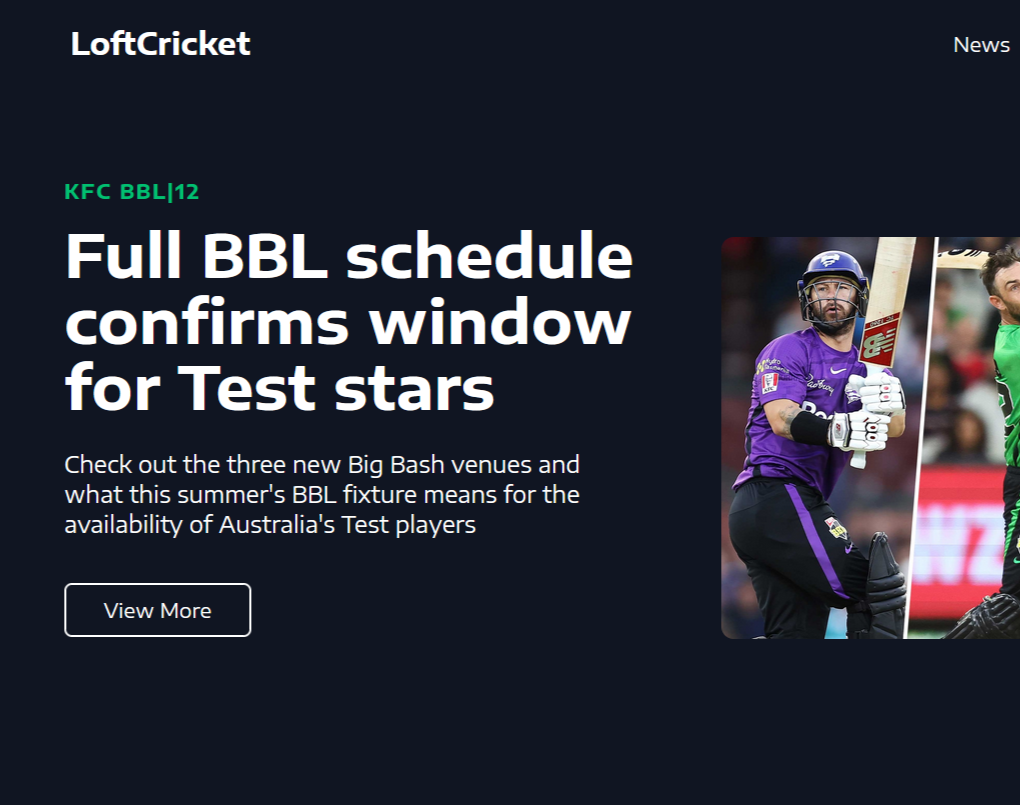 LoftCricket
News
KFC BBL|12
Full BBL schedule
confirms window
for Test stars
Check out the three new Big Bash venues and
what this summer's BBL fixture means for the
availability of Australia's Test players
View More